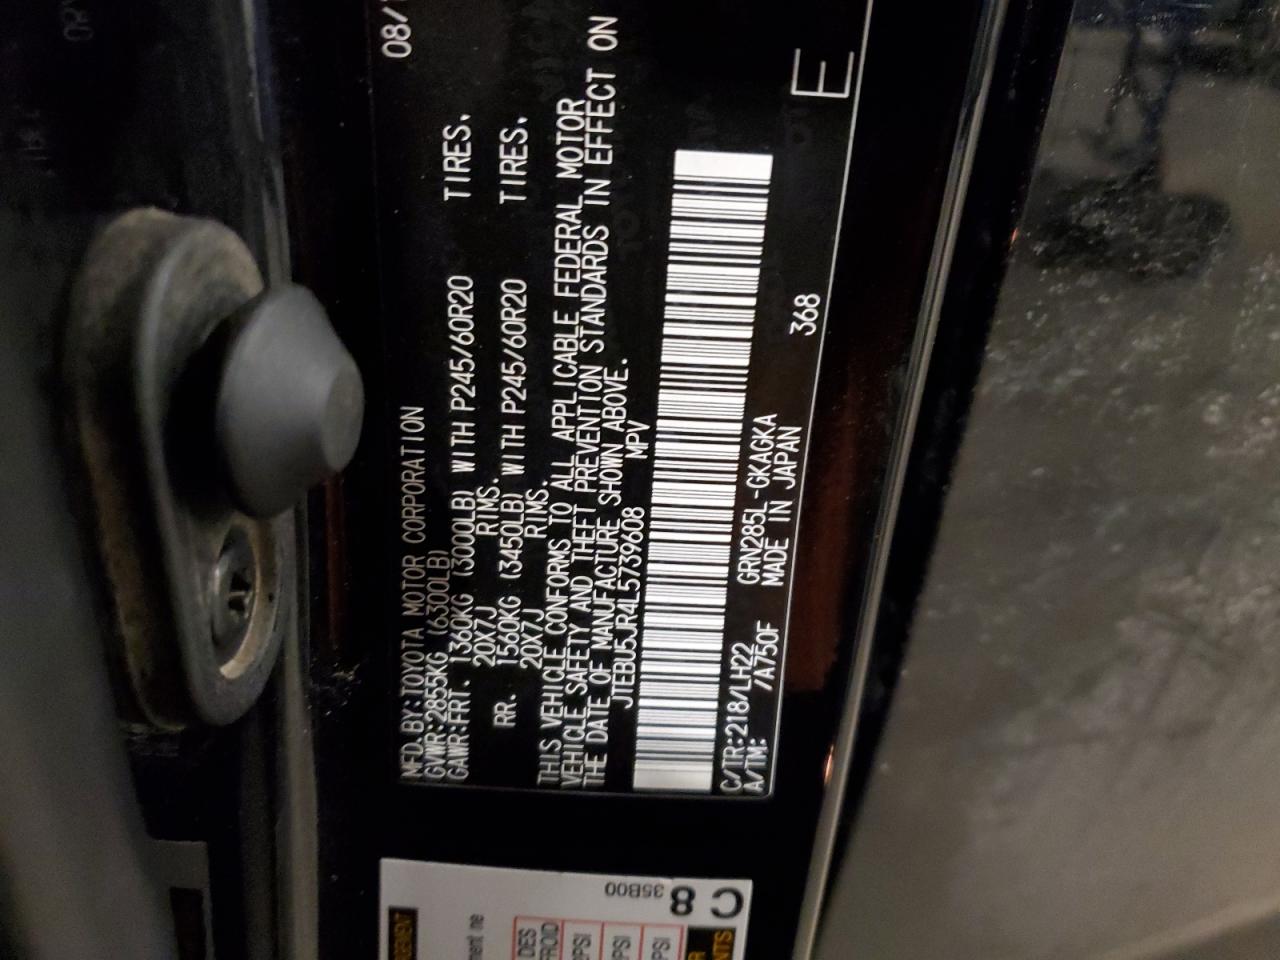 MFD.BY:TOYOTA MOTOR CORPORATION 08/
GVWR:2855KG (6300LB)
GAWR:FRT. 1360KG (3000LB) WITH P245/60R20 TIRES.
20X7J RIMS.
RR. 1560KG (3450LB) WITH P245/60R20 TIRES.
20X7J RIMS.
THIS VEHICLE CONFORMS TO ALL APPLICABLE FEDERAL MOTOR
VEHICLE SAFETY AND THEFT PREVENTION STANDARDS IN EFFECT ON
THE DATE OF MANUFACTURE SHOWN ABOVE.
JTEBU5JR4L5739608 MPV
E
C/TR:218/LH22 GRN285L-GKAGKA 368
A/TM: /A750F MADE IN JAPAN
C 8
35B00
DES
PSI
PSI
PSI